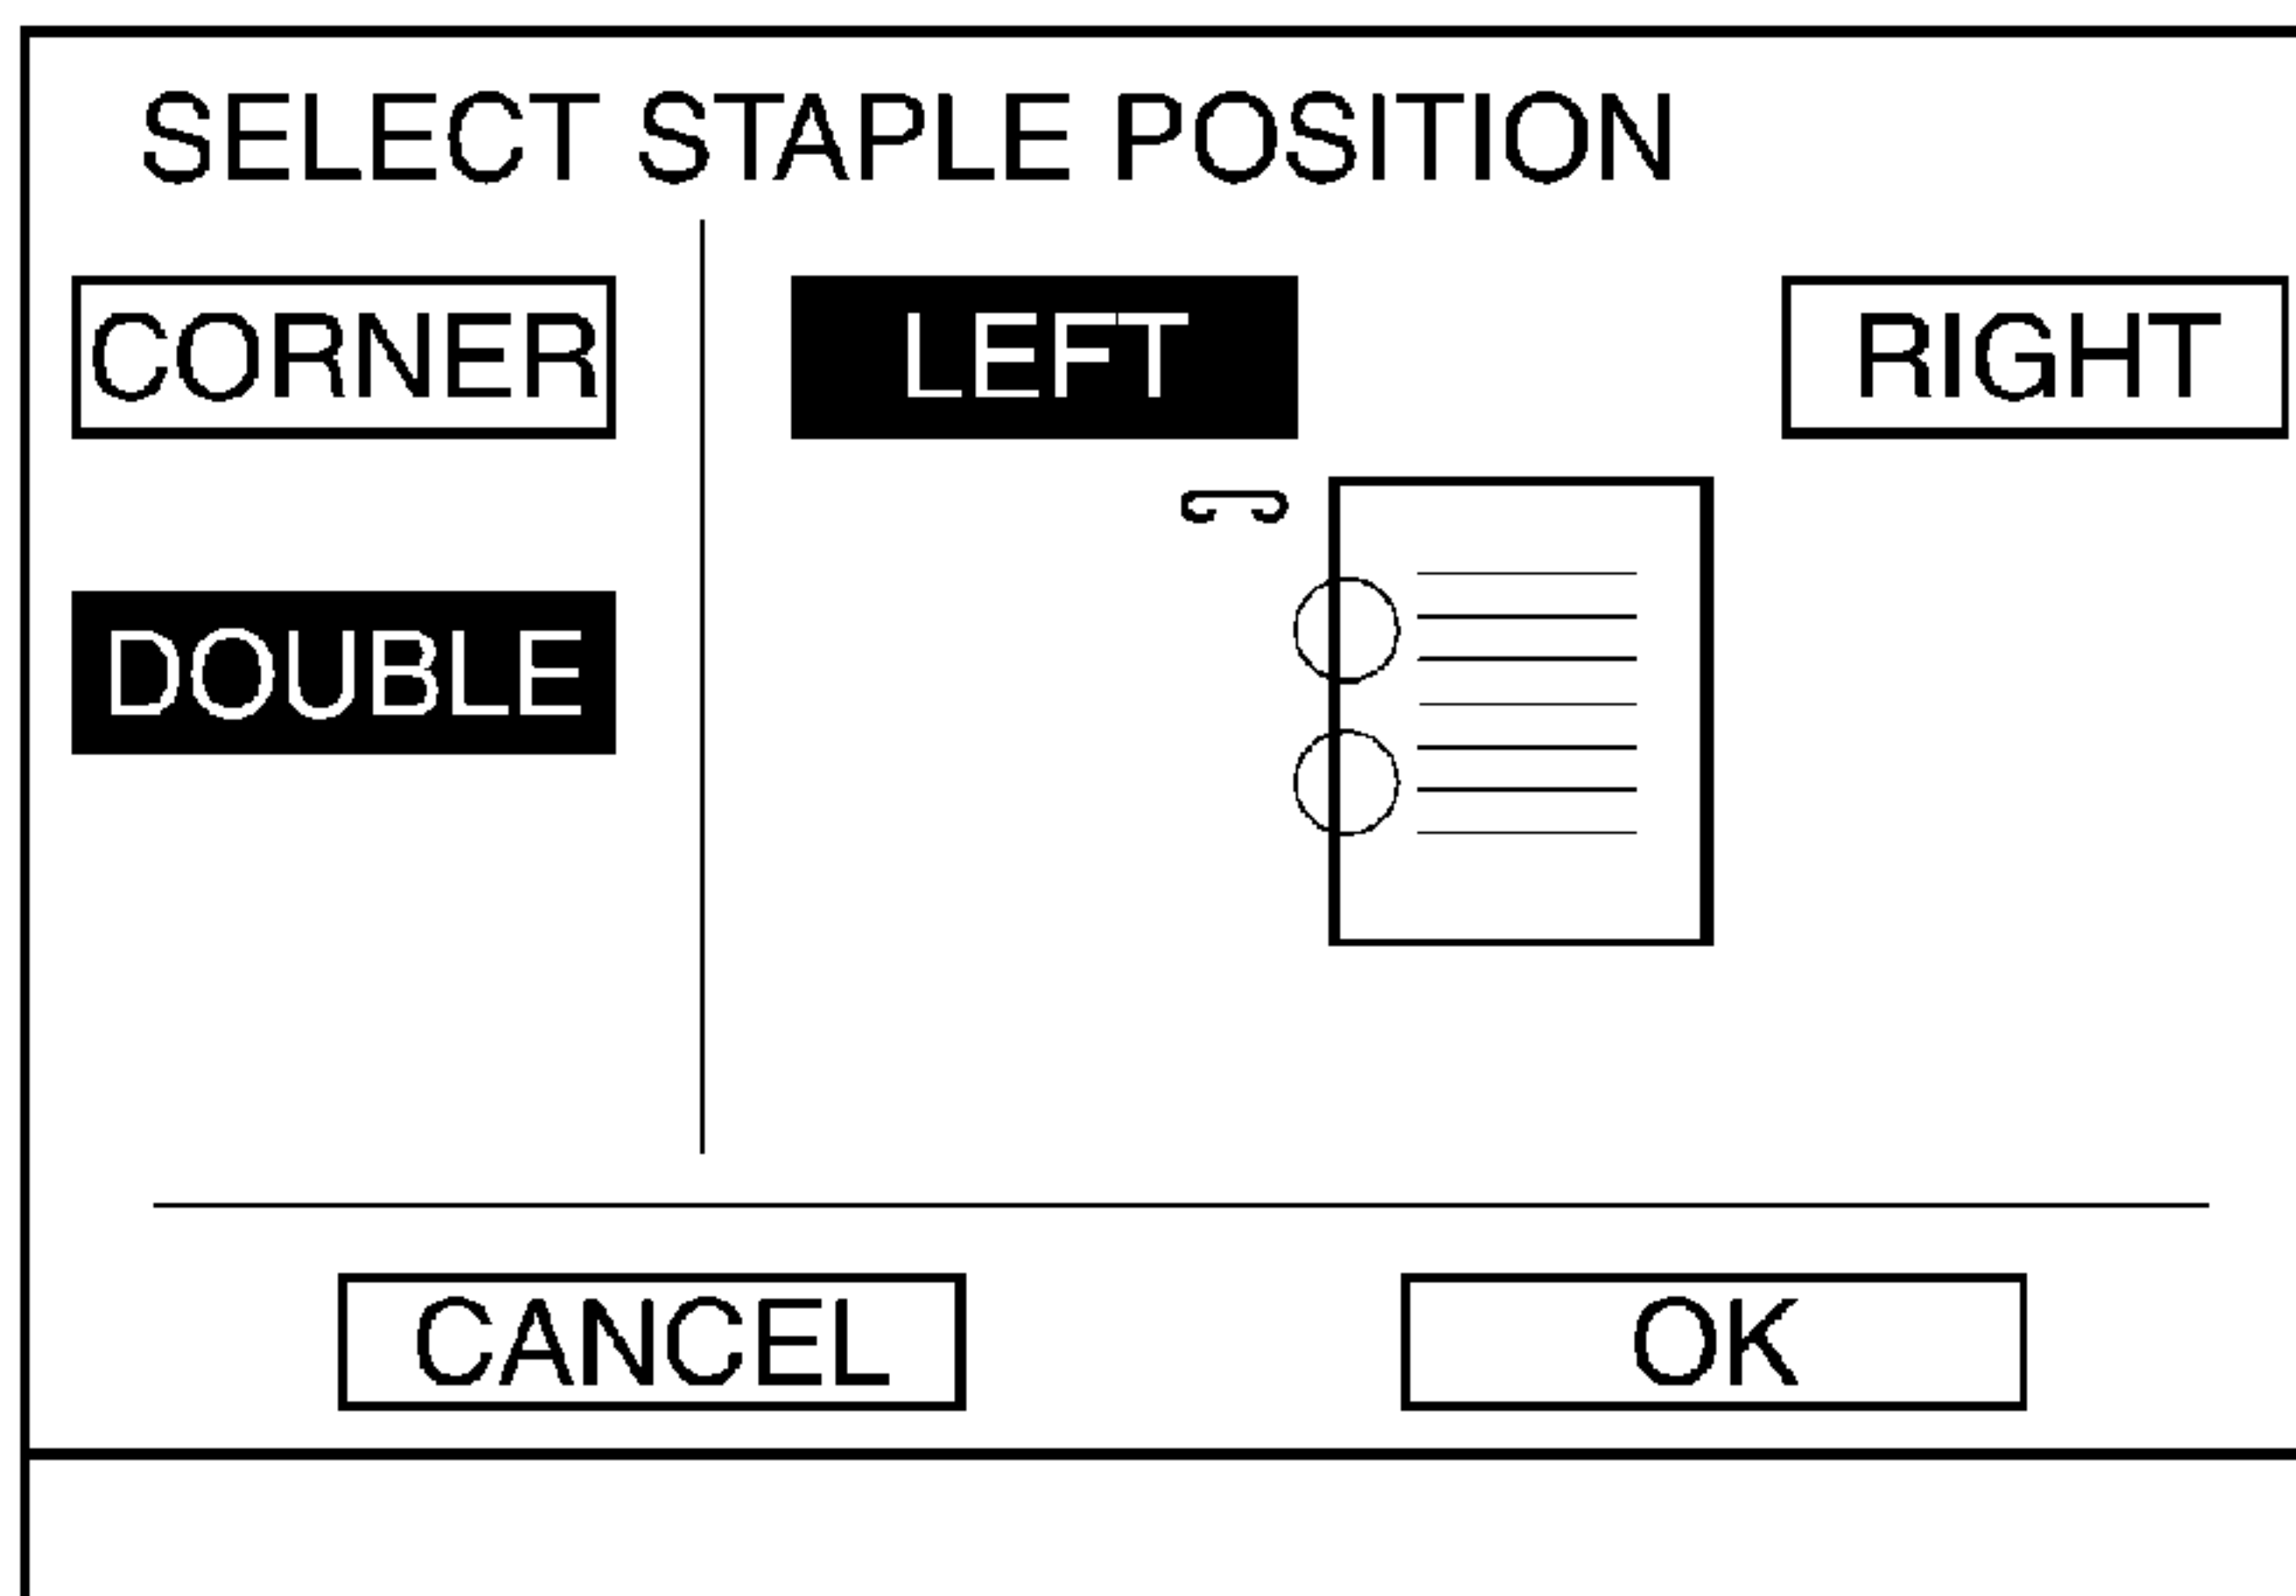 SELECT STAPLE POSITION
CORNER
LEFT
RIGHT
DOUBLE
CANCEL
OK